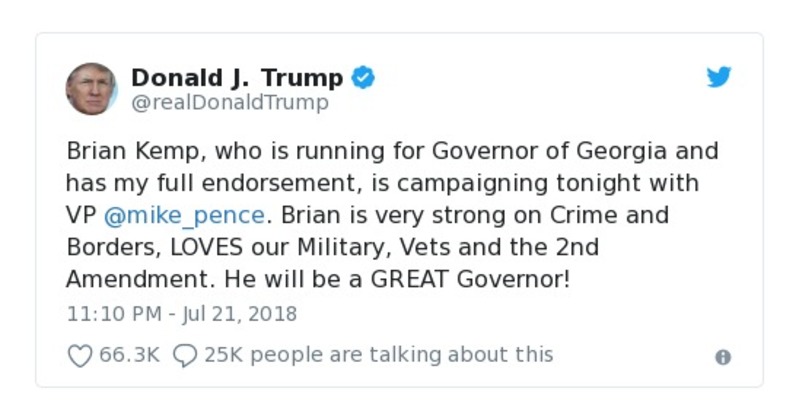 Donald J. Trump
@realDonaldTrump
Brian Kemp, who is running for Governor of Georgia and
has my full endorsement, is campaigning tonight with
VP @mike_pence. Brian is very strong on Crime and
Borders, LOVES our Military, Vets and the 2nd
Amendment. He will be a GREAT Governor!
11:10 PM - Jul 21, 2018
66.3K 25K people are talking about this